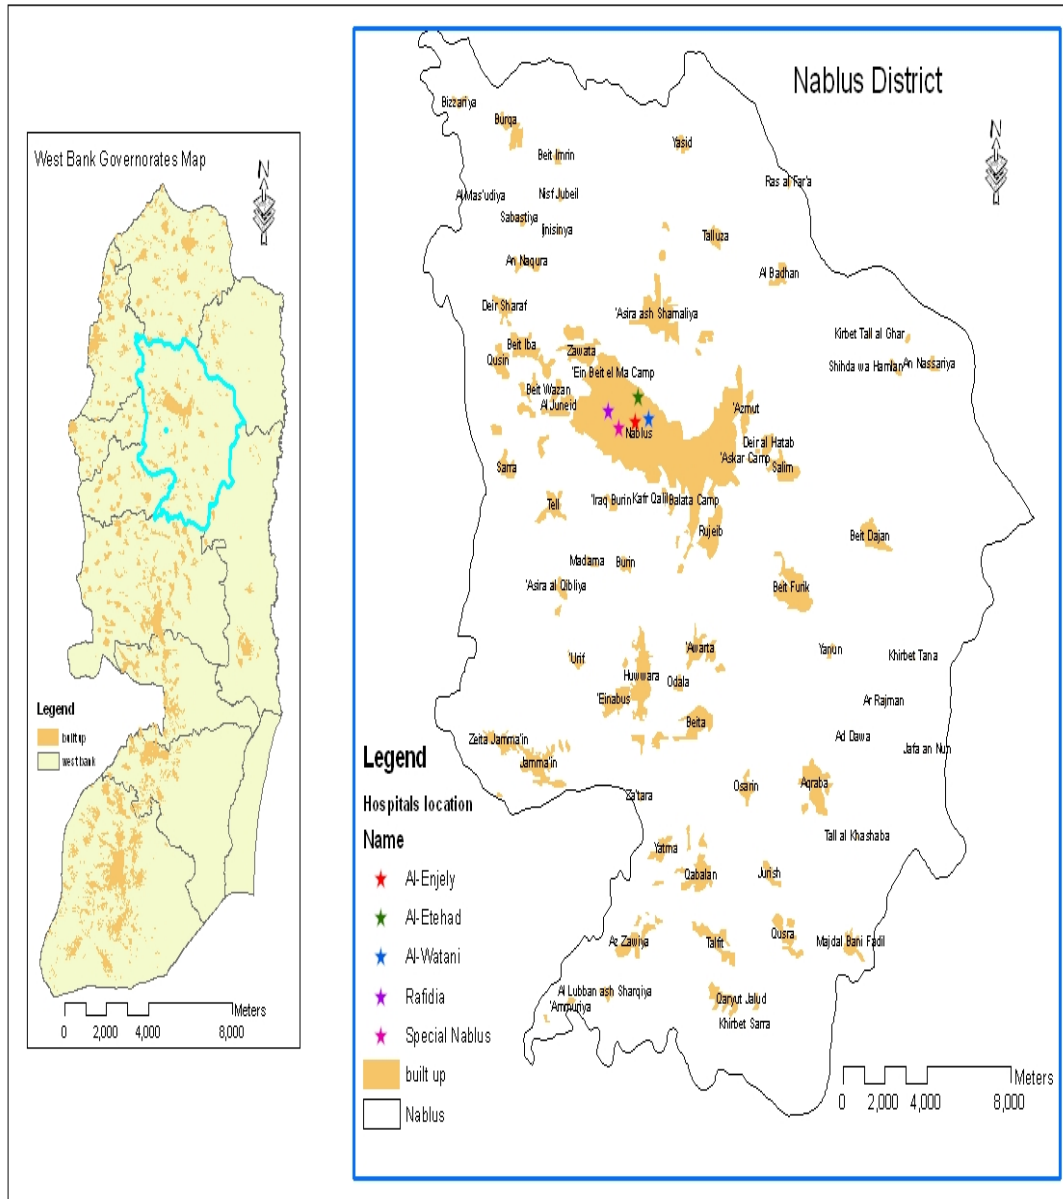 West Bank Governorates Map
N
Legend
built up
west bank
Meters
0 2,000 4,000 8,000
Nablus District
N
Bizzariya
Burqa
Beit Imrin
Yasid
Ras al Far'a
Al Mas'udiya
Nisf Jubeil
Sabastiya
Ijnisinya
Talluza
An Naqura
Al Badhan
Deir Sharaf
'Asira ash Shamaliya
Kirbet Tall al Ghar
Beit Iba
Zawata
Qusin
'Ein Beit el Ma Camp
Shihda wa Hamlan
An Nassariya
Beit Wazan
Al Juneid
'Azmut
Nablus
Deir al Hatab
'Askar Camp
Sarra
Salim
Tell
'Iraq Burin
Kafr Qalil
Balata Camp
Rujeib
Beit Dajan
Madama
Burin
'Asira al Qibliya
Beit Furik
'Urif
'Awarta
Yanun
Khirbet Tana
Huwwara
Odala
'Einabus
Ar Rajman
Beita
Zeita Jamma'in
Ad Dawa
Jafa an Nun
Jamma'in
Osarin
Aqraba
Za'tara
Tall al Khashaba
Yatma
Qabalan
Jurish
Az Zawiya
Talft
Qusra
Majdal Bani Fadil
Al Lubban ash Sharqiya
'Ammuriya
Qaryut
Jalud
Khirbet Sarra
Legend
Hospitals location
Name
Al-Enjely
Al-Etehad
Al-Watani
Rafidia
Special Nablus
built up
Nablus
Meters
0 2,000 4,000 8,000